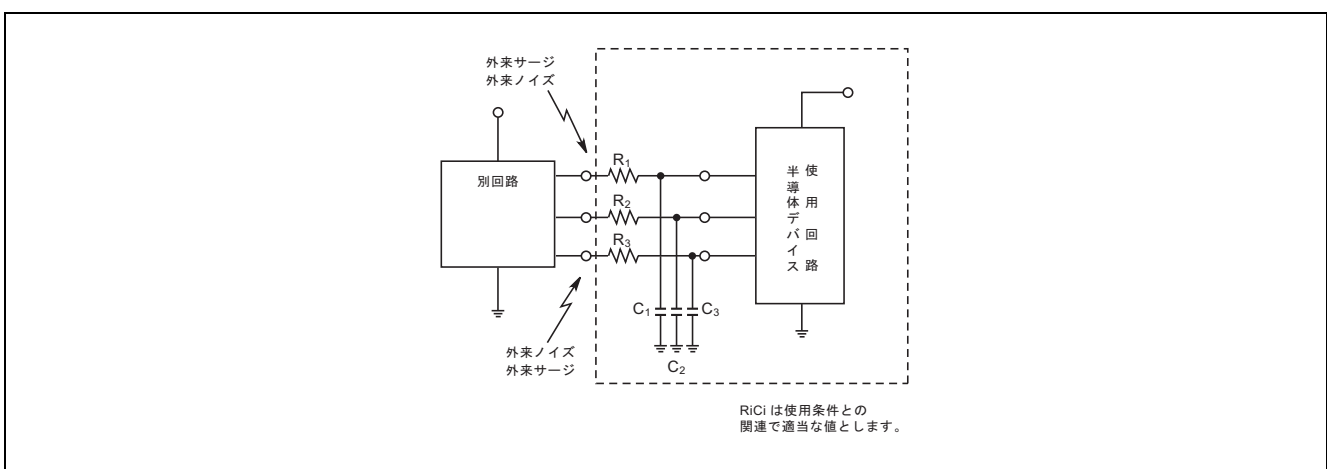 外来サージ
外来ノイズ
別回路
R1
R2
R3
C1
C2
C3
半導体デバイス
使用回路
外来ノイズ
外来サージ
RiCi は使用条件との
関連で適当な値とします。